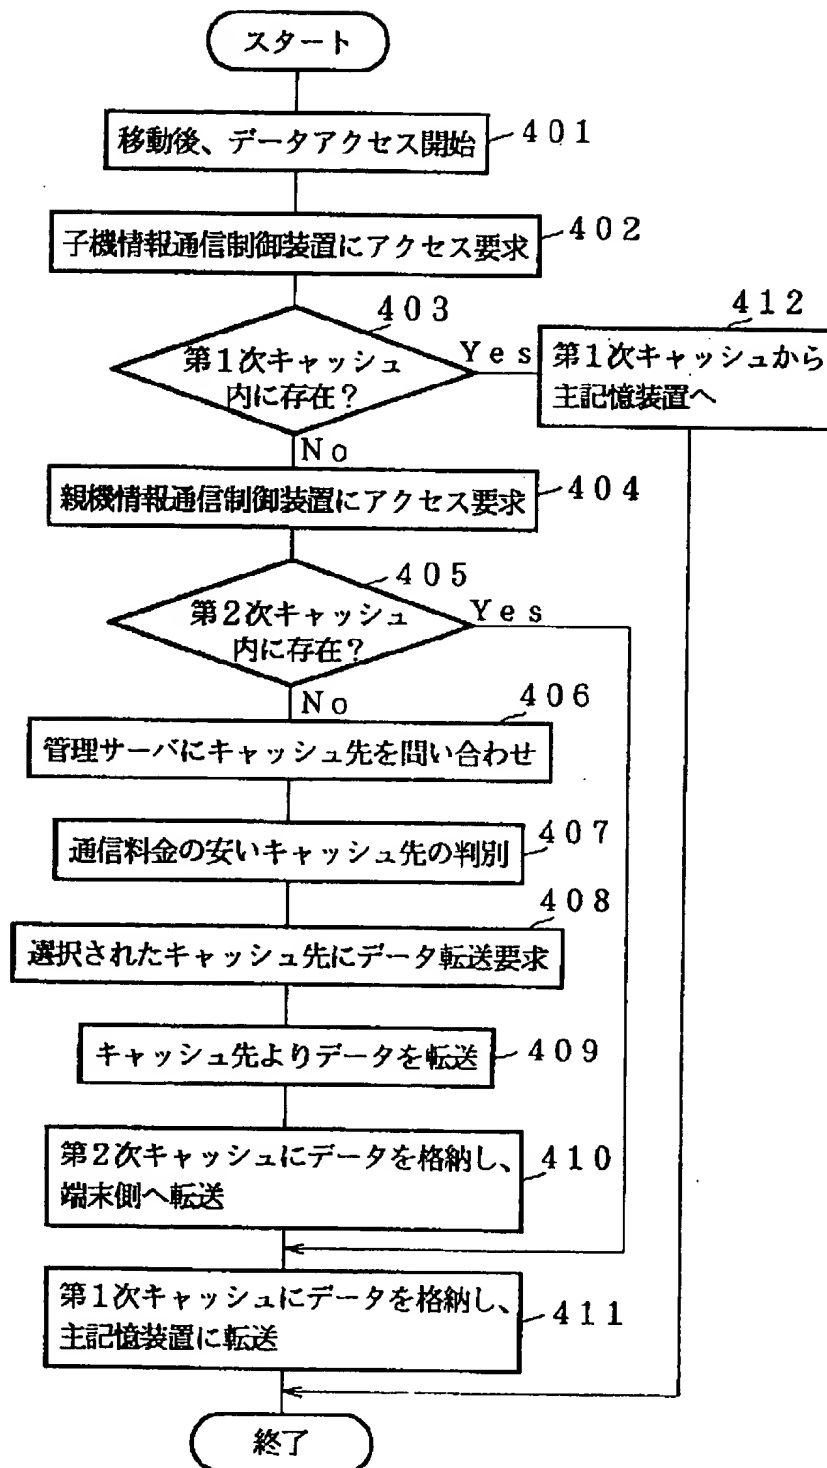 スタート
移動後、データアクセス開始
401
子機情報通信制御装置にアクセス要求
402
403
第1次キャッシュ
内に存在?
Yes
412
第1次キャッシュから
主記憶装置へ
No
親機情報通信制御装置にアクセス要求
404
405
第2次キャッシュ
内に存在?
Yes
No
406
管理サーバにキャッシュ先を問い合わせ
通信料金の安いキャッシュ先の判別
407
408
選択されたキャッシュ先にデータ転送要求
キャッシュ先よりデータを転送
409
第2次キャッシュにデータを格納し、
端末側へ転送
410
第1次キャッシュにデータを格納し、
主記憶装置に転送
411
終了